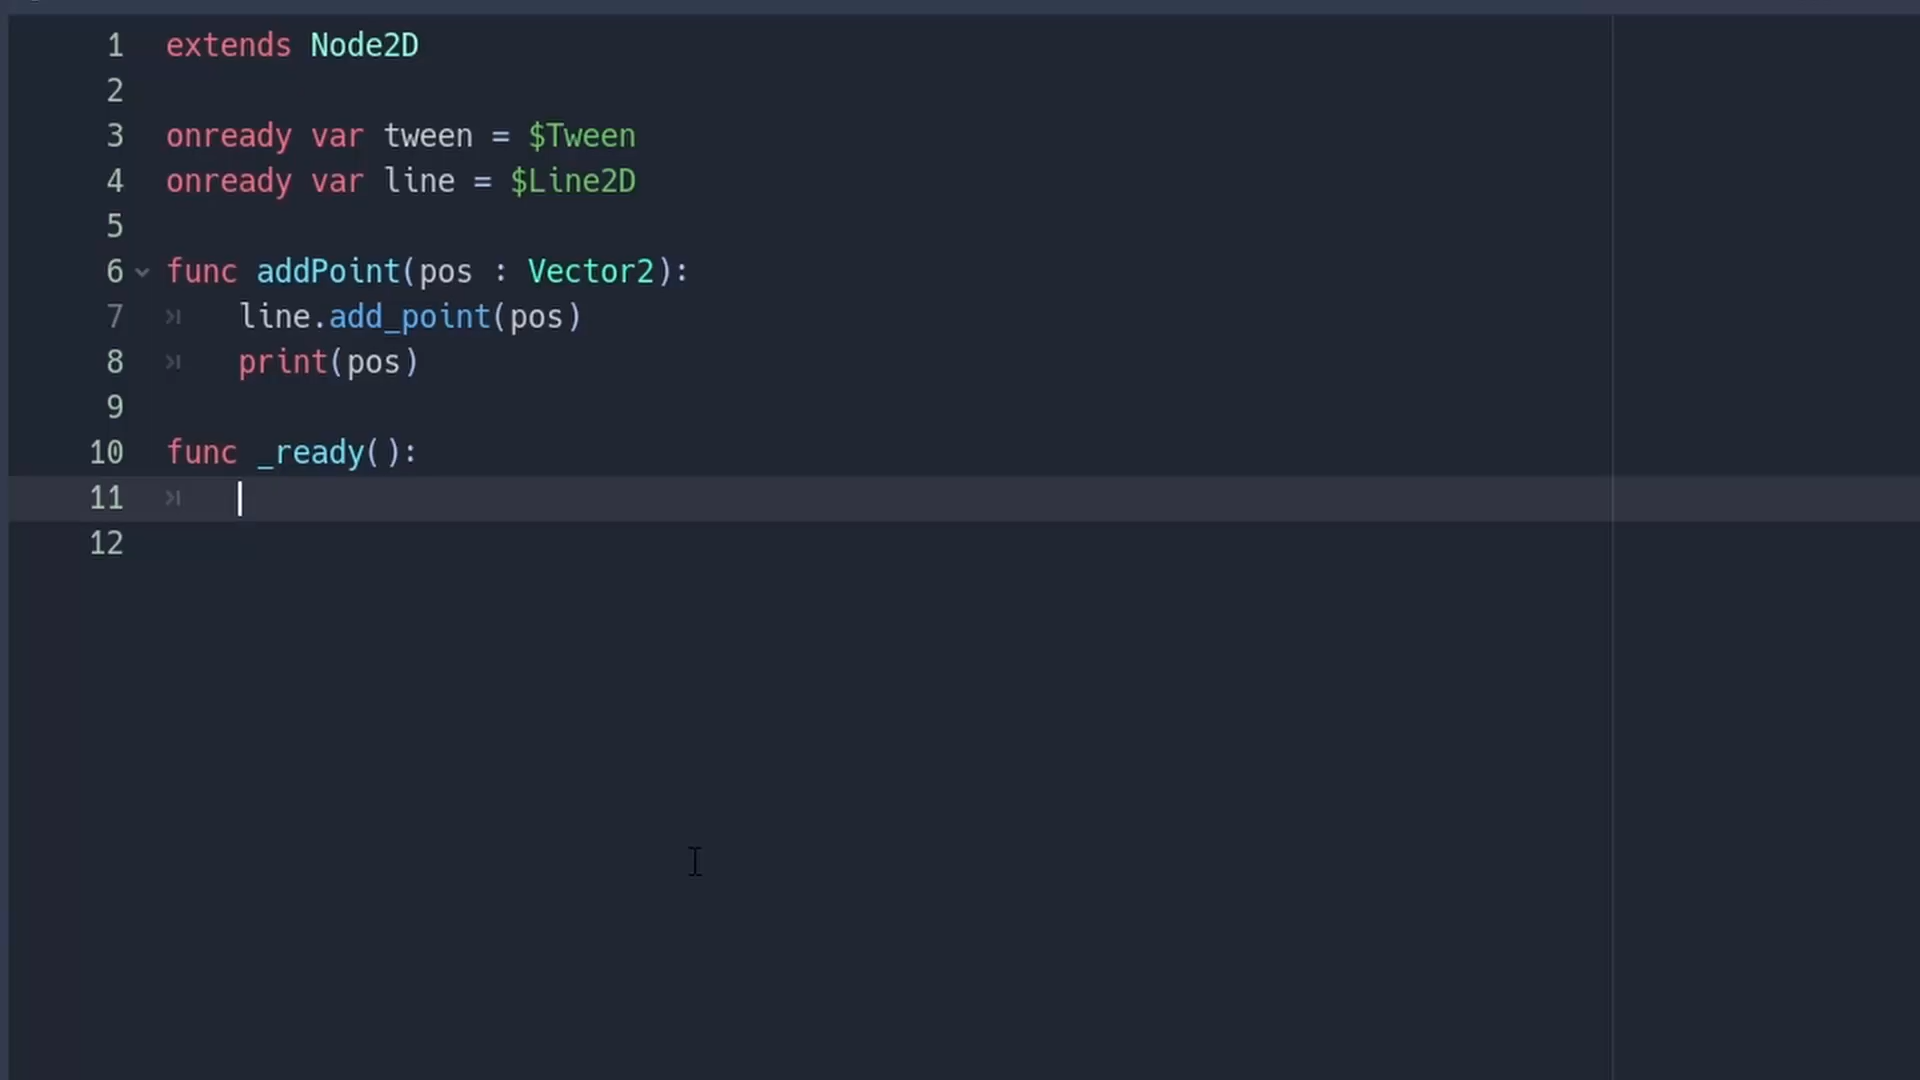 1 extends Node2D
2
3 onready var tween = $Tween
4 onready var line = $Line2D
5
6 func addPoint(pos : Vector2):
7 line.add_point(pos)
8 print(pos)
9
10 func _ready():
11
12